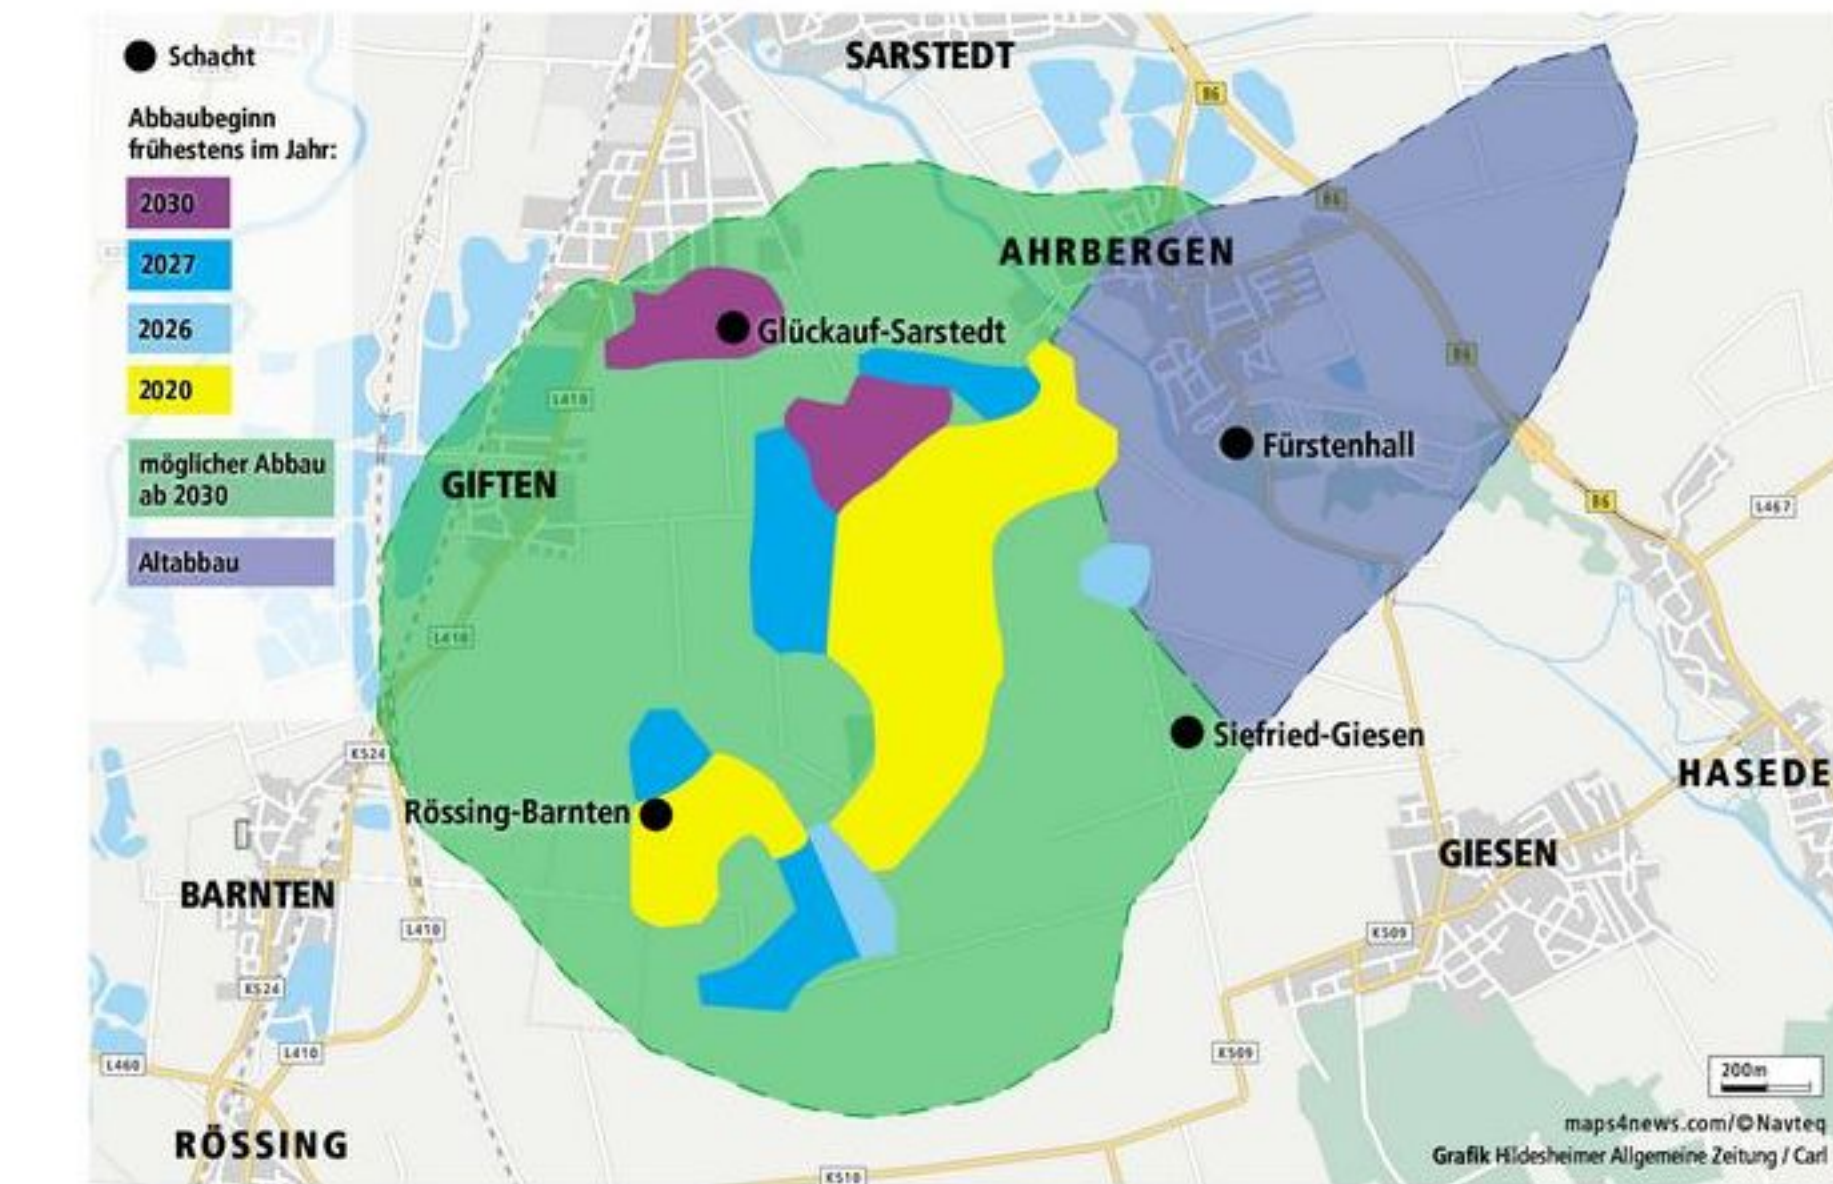 Schacht
Abbaubeginn
frühestens im Jahr:
2030
2027
2026
2020
möglicher Abbau
ab 2030
Altabbau
SARSTEDT
B6
B6
AHRBERGEN
Glückauf-Sarstedt
B6
L410
Fürstenhall
GIFTEN
B6
L467
L410
Siefried-Giesen
K524
HASEDE
Rössing-Barnten
GIESEN
BARNTEN
L410
K509
K524
L410
K509
L460
200m
maps4news.com/©Navteq
RÖSSING
Grafik Hildesheimer Allgemeine Zeitung / Carl
K510